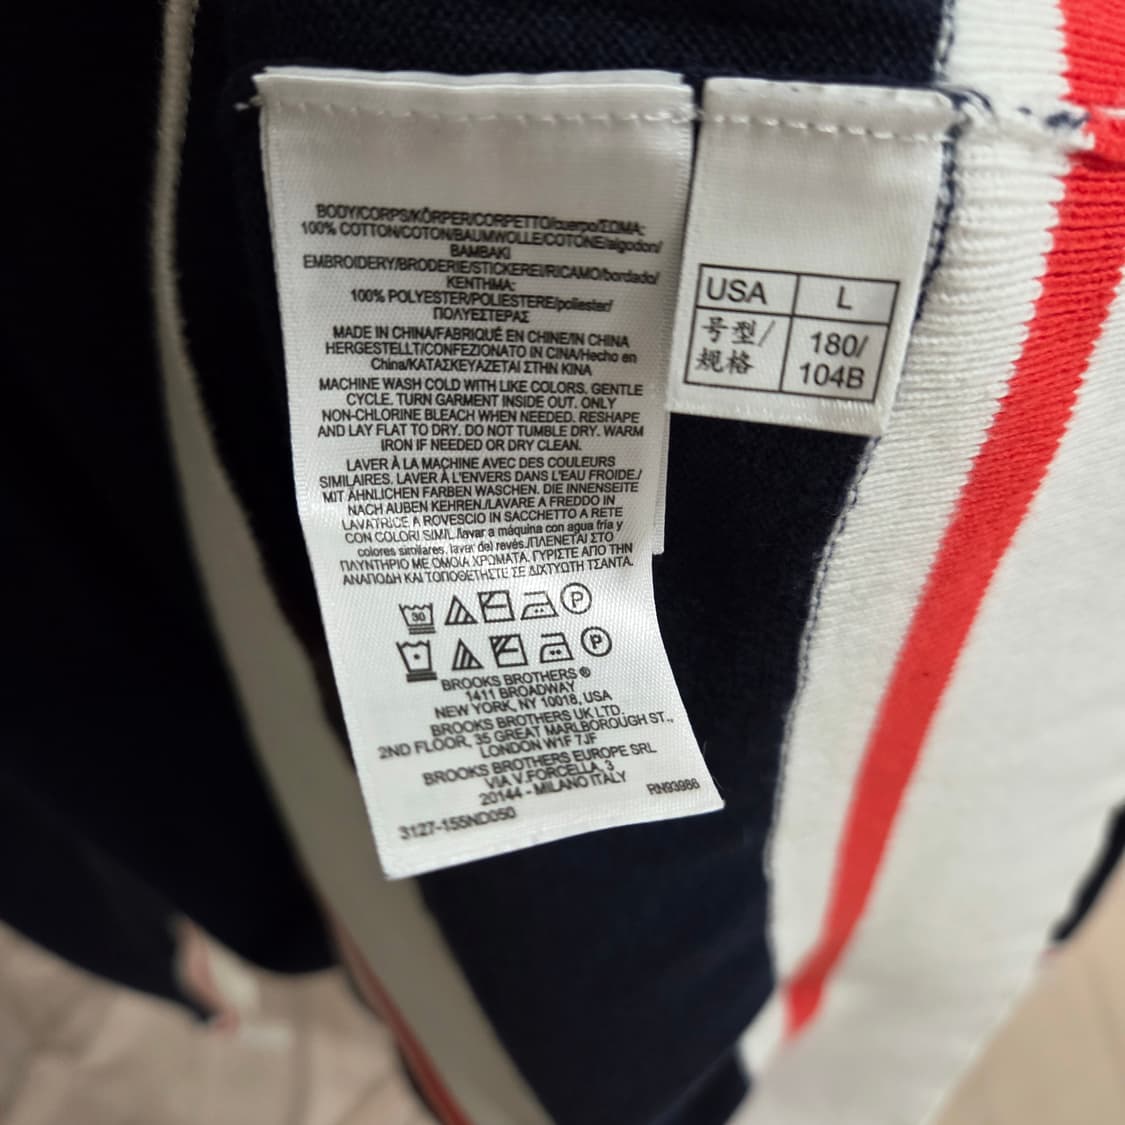 BODY/CORPS/KÖRPER/CORPETTO/cuerpo/ΣΩΜΑ:
100% COTTON/COTON/BAUMWOLLE/COTONE/algodon/
BAMBAKI
EMBROIDERY/BRODERIE/STICKEREI/RICAMO/bordado/
ΚΕΝΤΗΜΑ:
100% POLYESTER/POLIESTERE/poliester/
ΠΟΛΥΕΣΤΕΡΑΣ
MADE IN CHINA/FABRIQUÉ EN CHINE/IN CHINA
HERGESTELLT/CONFEZIONATO IN CINA/Hecho en
China/ΚΑΤΑΣΚΕΥΑΖΕΤΑΙ ΣΤΗΝ ΚΙΝΑ
MACHINE WASH COLD WITH LIKE COLORS, GENTLE
CYCLE. TURN GARMENT INSIDE OUT. ONLY
NON-CHLORINE BLEACH WHEN NEEDED. RESHAPE
AND LAY FLAT TO DRY. DO NOT TUMBLE DRY. WARM
IRON IF NEEDED OR DRY CLEAN.
LAVER À LA MACHINE AVEC DES COULEURS
SIMILAIRES. LAVER À L'ENVERS DANS L'EAU FROIDE./
MIT ÄHNLICHEN FARBEN WASCHEN. DIE INNENSEITE
NACH AUBEN KEHREN./LAVARE A FREDDO IN
LAVATRICE A ROVESCIO IN SACCHETTO A RETE
CON COLORI SIMIL./lavar a máquina con agua fría y
colores similares, lavar del revés./ΠΛΕΝΕΤΑΙ ΣΤΟ
ΠΛΥΝΤΗΡΙΟ ΜΕ ΟΜΟΙΑ ΧΡΩΜΑΤΑ. ΓΥΡΙΣΤΕ ΑΠΟ ΤΗΝ
ΑΝΑΠΟΔΗ ΚΑΙ ΤΟΠΟΘΕΤΗΣΤΕ ΣΕ ΔΙΧΤΥΩΤΗ ΤΣΑΝΤΑ.
30 P
P
BROOKS BROTHERS ®
1411 BROADWAY
NEW YORK, NY 10018, USA
BROOKS BROTHERS UK LTD.
2ND FLOOR, 35 GREAT MARLBOROUGH ST.,
LONDON W1F 7JF
BROOKS BROTHERS EUROPE SRL
VIA V.FORCELLA, 3
20144 - MILANO ITALY
RN93986
3127-155ND050
USA L
号型/ 180/
规格 104B